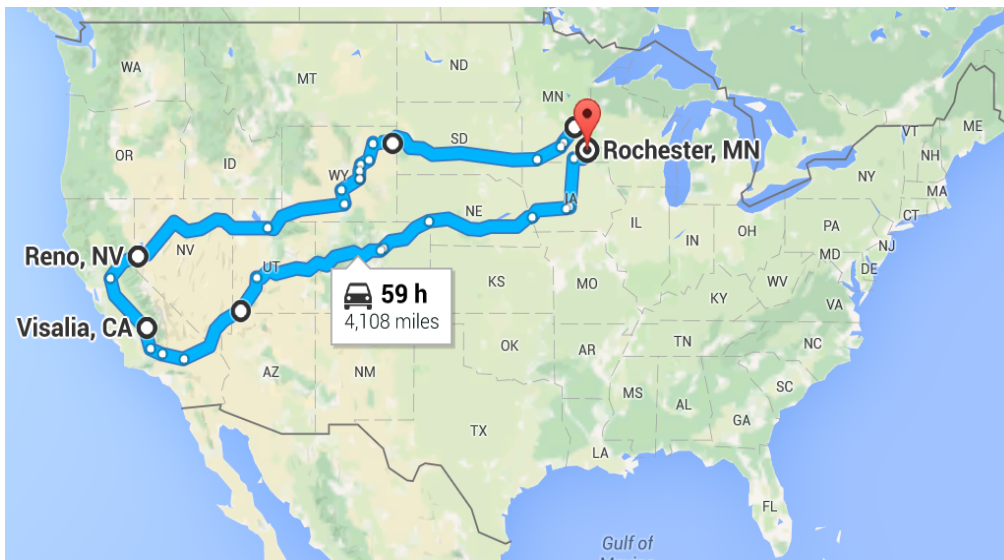 WA
MT
ND
MN
OR
ID
WY
SD
Rochester, MN
VT
ME
NH
NY
MA
CT
NE
IA
IL
IN
OH
PA
NJ
MD
DE
Reno, NV
NV
UT
59 h
4,108 miles
KS
MO
WV
KY
VA
Visalia, CA
AZ
NM
OK
AR
TN
NC
SC
MS
AL
GA
TX
LA
FL
Gulf of